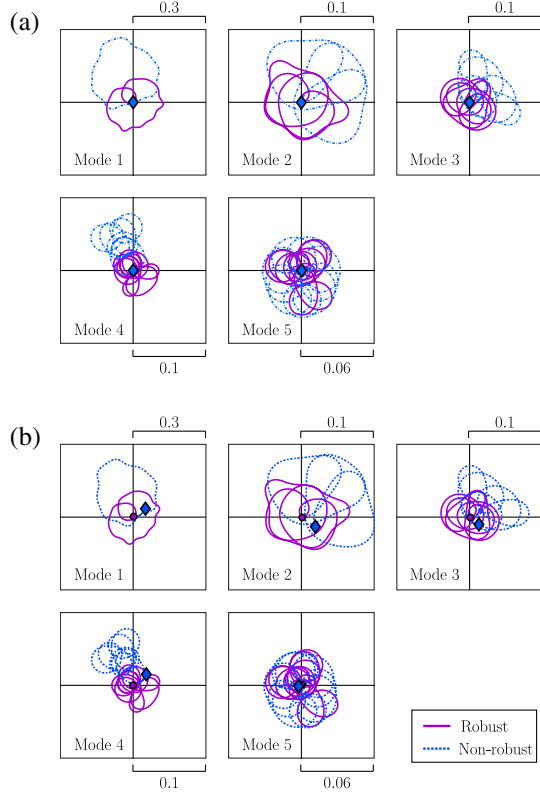 (a)
0.3
0.1
0.1
Mode 1
Mode 2
Mode 3
Mode 4
Mode 5
0.1
0.06
(b)
0.3
0.1
0.1
Mode 1
Mode 2
Mode 3
Mode 4
Mode 5
0.1
0.06
Robust
Non-robust